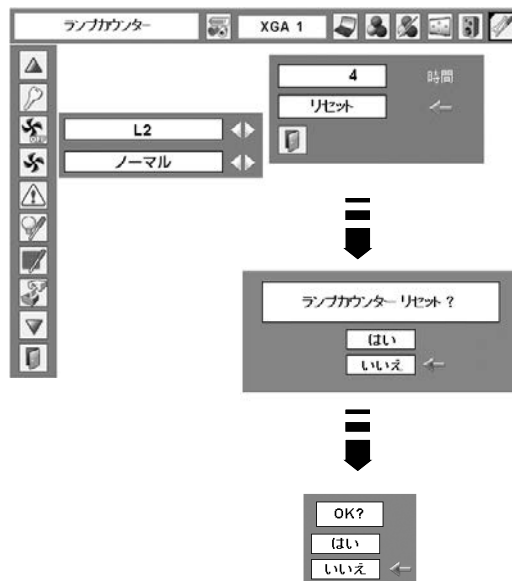 ランプカウンター
XGA 1
4 時間
リセット
OFF
L2
ノーマル
ランプカウンター リセット ?
はい
いいえ
OK?
はい
いいえ